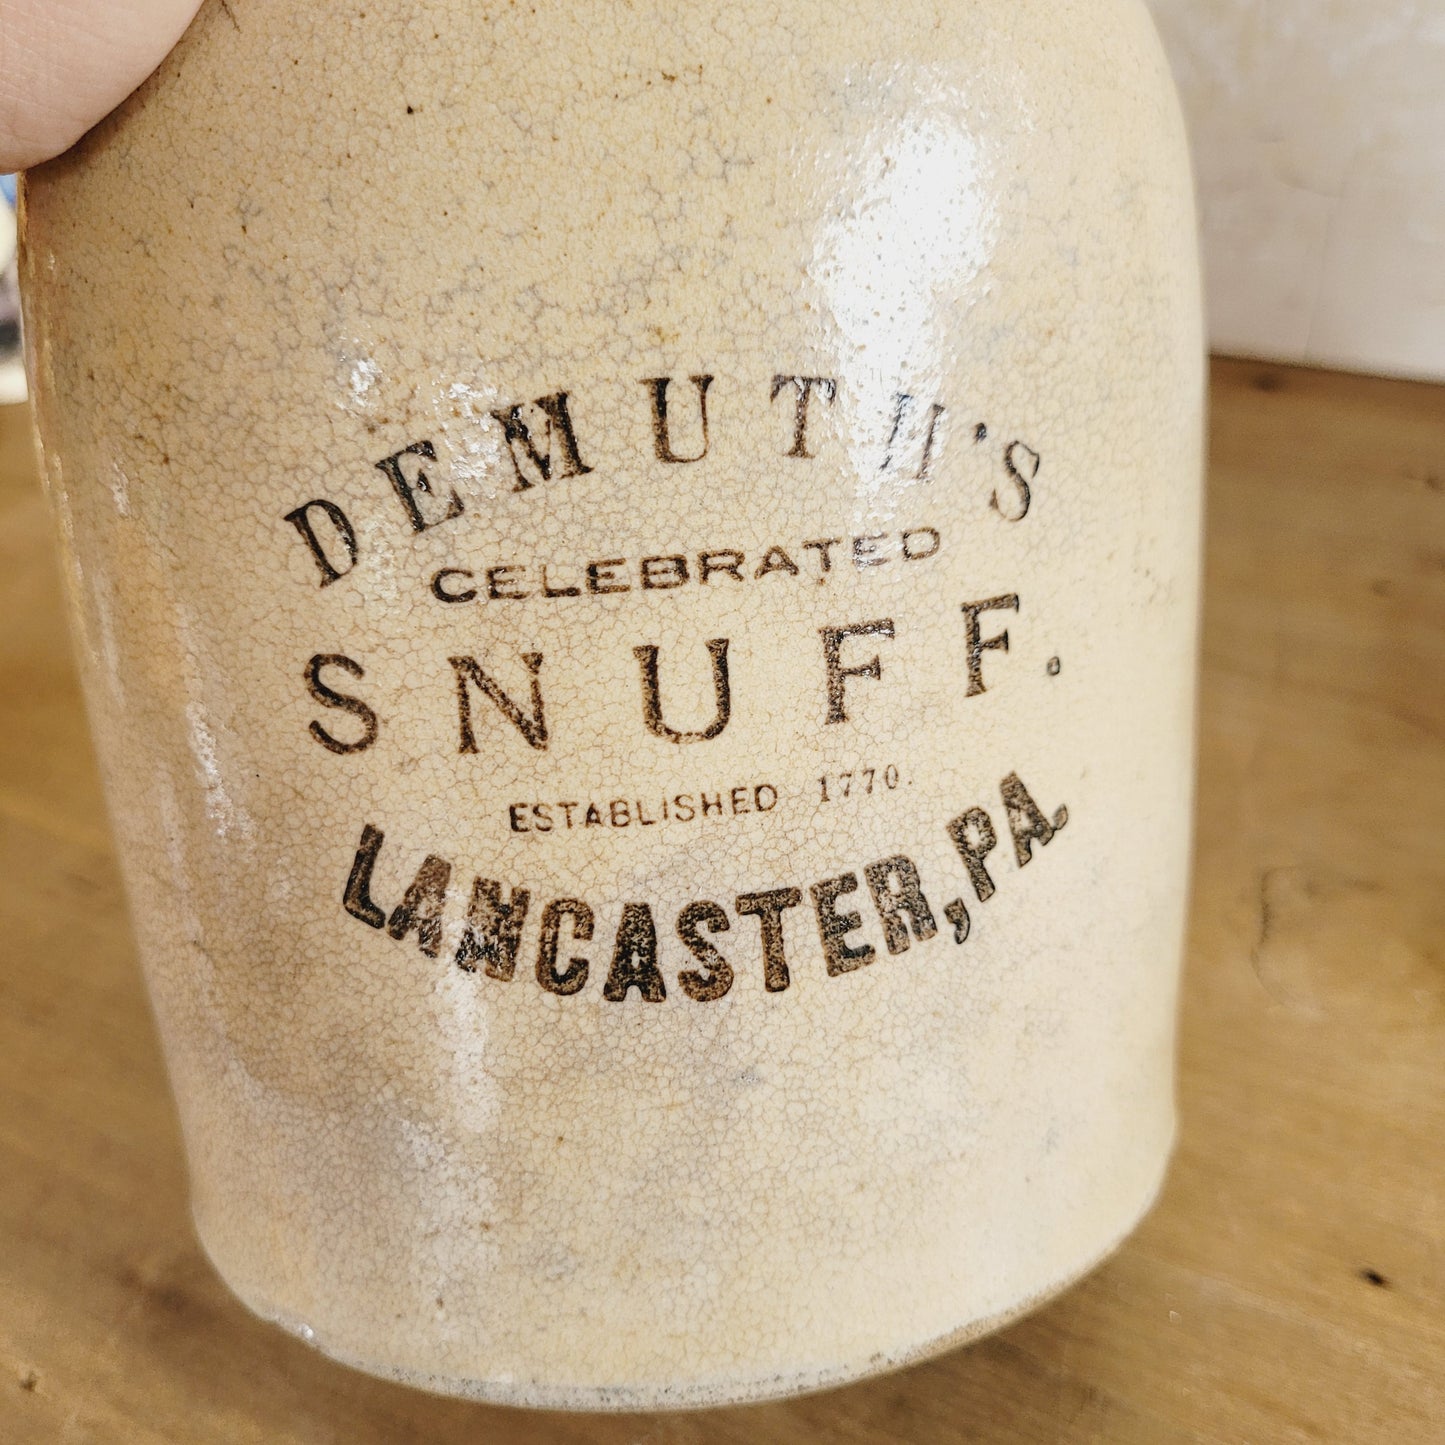 DEMUTH'S
CELEBRATED
SNUFF.
ESTABLISHED 1770.
LANCASTER, PA.